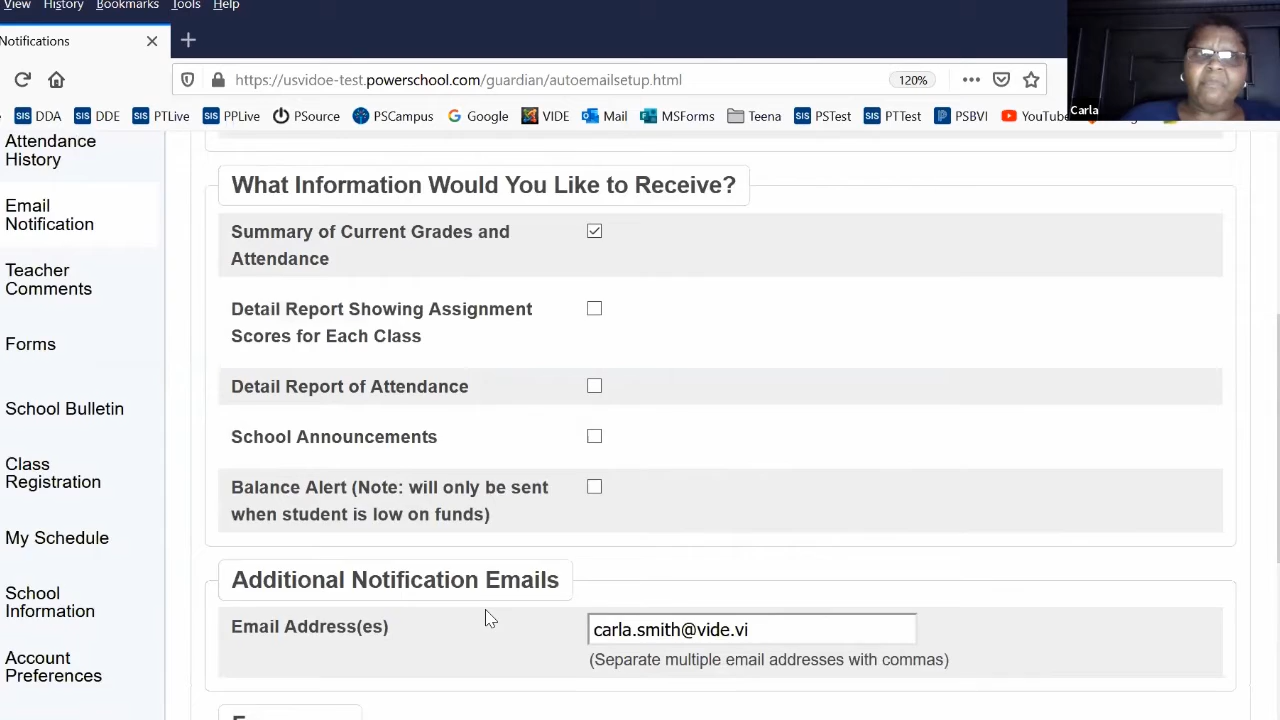 View History Bookmarks Tools Help
Notifications
https://usvidoe-test.powerschool.com/guardian/autoemailsetup.html 120%
DDA DDE PTLive PPLive PSource PSCampus Google VIDE Mail MSForms Teena PSTest PTTest PSBVI YouTube
Carla
Attendance
History
Email
Notification
Teacher
Comments
Forms
School Bulletin
Class
Registration
My Schedule
School
Information
Account
Preferences
What Information Would You Like to Receive?
Summary of Current Grades and
Attendance
Detail Report Showing Assignment
Scores for Each Class
Detail Report of Attendance
School Announcements
Balance Alert (Note: will only be sent
when student is low on funds)
Additional Notification Emails
Email Address(es)
carla.smith@vide.vi
(Separate multiple email addresses with commas)